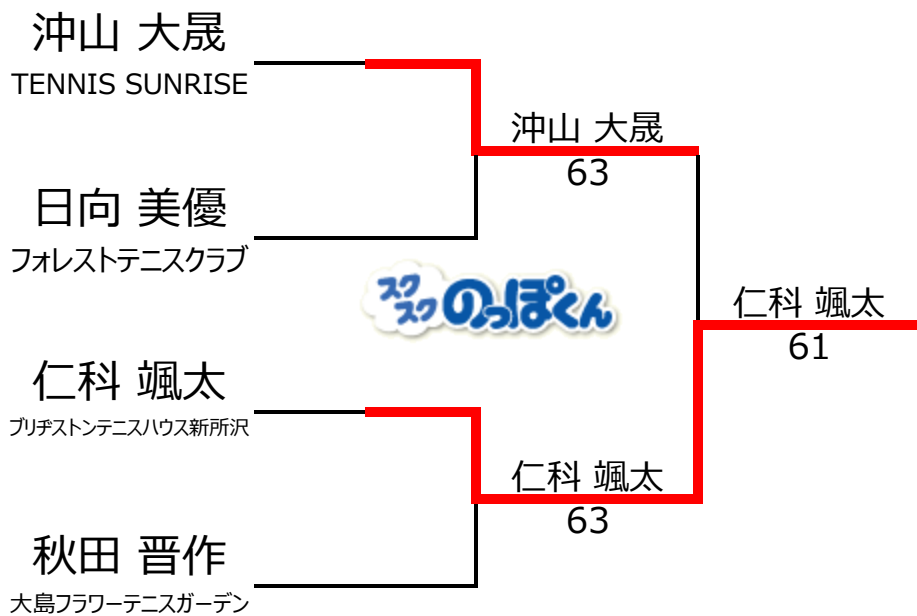 沖山 大晟
TENNIS SUNRISE
沖山 大晟
63
日向 美優
フォレストテニスクラブ
スク
スク のっぽくん
仁科 颯太
61
仁科 颯太
ブリヂストンテニスハウス新所沢
仁科 颯太
63
秋田 晋作
大島フラワーテニスガーデン